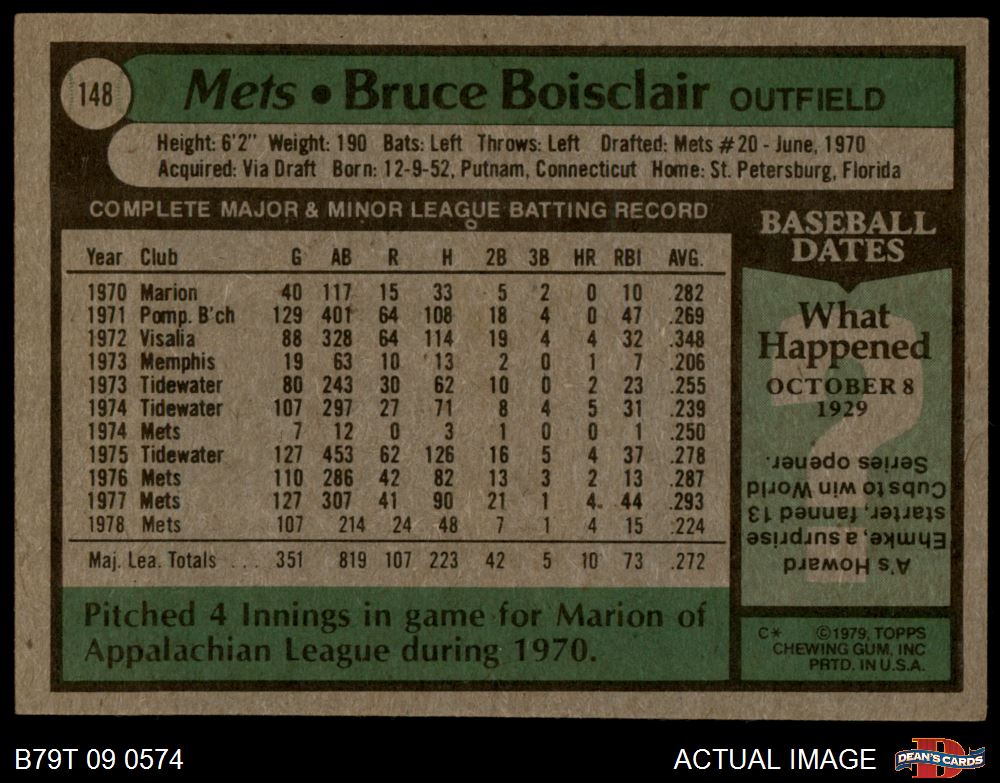 148
Mets • Bruce Boisclair OUTFIELD
Height: 6'2" Weight: 190 Bats: Left Throws: Left Drafted: Mets #20 - June, 1970
Acquired: Via Draft Born: 12-9-52, Putnam, Connecticut Home: St. Petersburg, Florida
COMPLETE MAJOR & MINOR LEAGUE BATTING RECORD
Year Club G AB R H 2B 3B HR RBI AVG.
1970 Marion 40 117 15 33 5 2 0 10 .282
1971 Pomp. B'ch 129 401 64 108 18 4 0 47 .269
1972 Visalia 88 328 64 114 19 4 4 32 .348
1973 Memphis 19 63 10 13 2 0 1 7 .206
1973 Tidewater 80 243 30 62 10 0 2 23 .255
1974 Tidewater 107 297 27 71 8 4 5 31 .239
1974 Mets 7 12 0 3 1 0 0 1 .250
1975 Tidewater 127 453 62 126 16 5 4 37 .278
1976 Mets 110 286 42 82 13 3 2 13 .287
1977 Mets 127 307 41 90 21 1 4 44 .293
1978 Mets 107 214 24 48 7 1 4 15 .224
Maj. Lea. Totals ... 351 819 107 223 42 5 10 73 .272
Pitched 4 Innings in game for Marion of
Appalachian League during 1970.
BASEBALL
DATES
What
Happened
OCTOBER 8
1929
?
A's Howard
Ehmke, a surprise
starter, fanned 13
Cubs to win World
Series opener.
C* ©1979, TOPPS
CHEWING GUM, INC
PRTD. IN U.S.A.
B79T 09 0574
ACTUAL IMAGE
D
DEAN'S CARDS